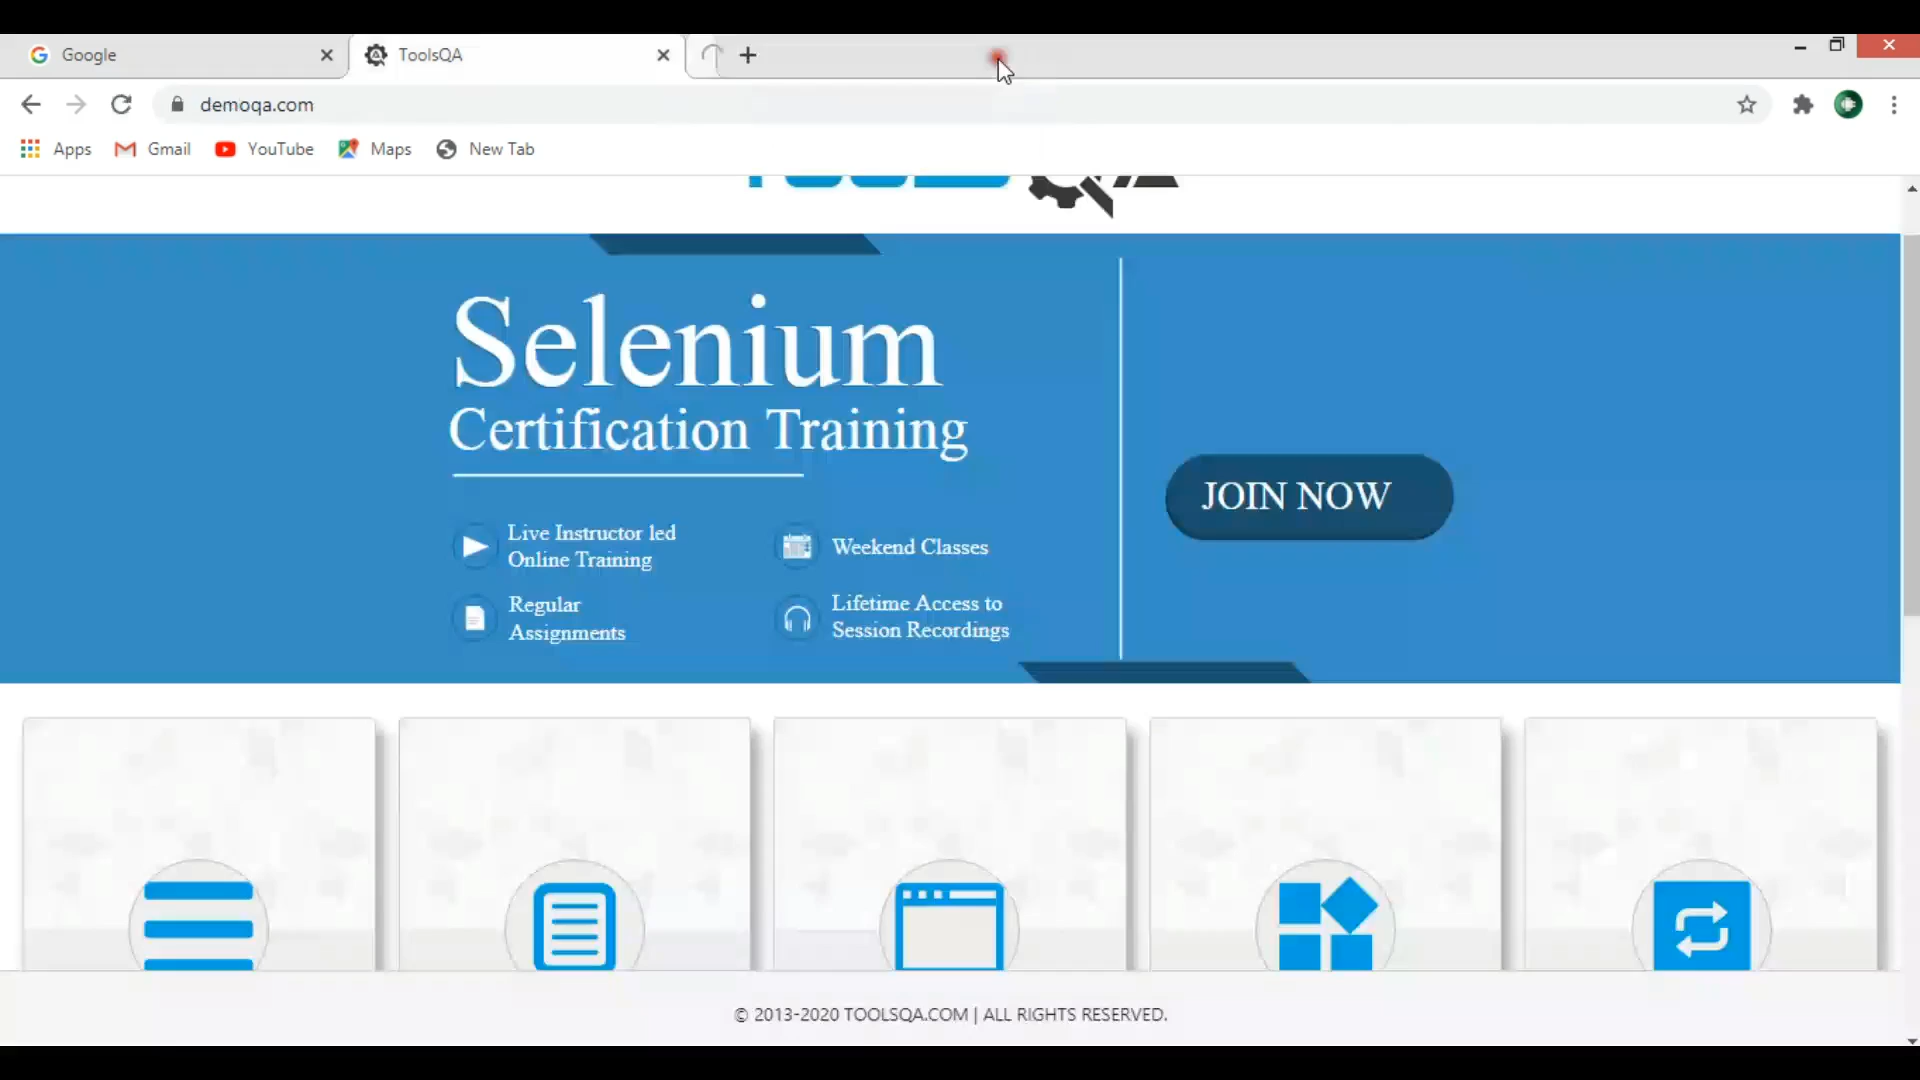 Google
ToolsQA
demoqa.com
Apps
Gmail
YouTube
Maps
New Tab
Selenium
Certification Training
Live Instructor led
Online Training
Weekend Classes
Regular
Assignments
Lifetime Access to
Session Recordings
JOIN NOW
© 2013-2020 TOOLSQA.COM | ALL RIGHTS RESERVED.